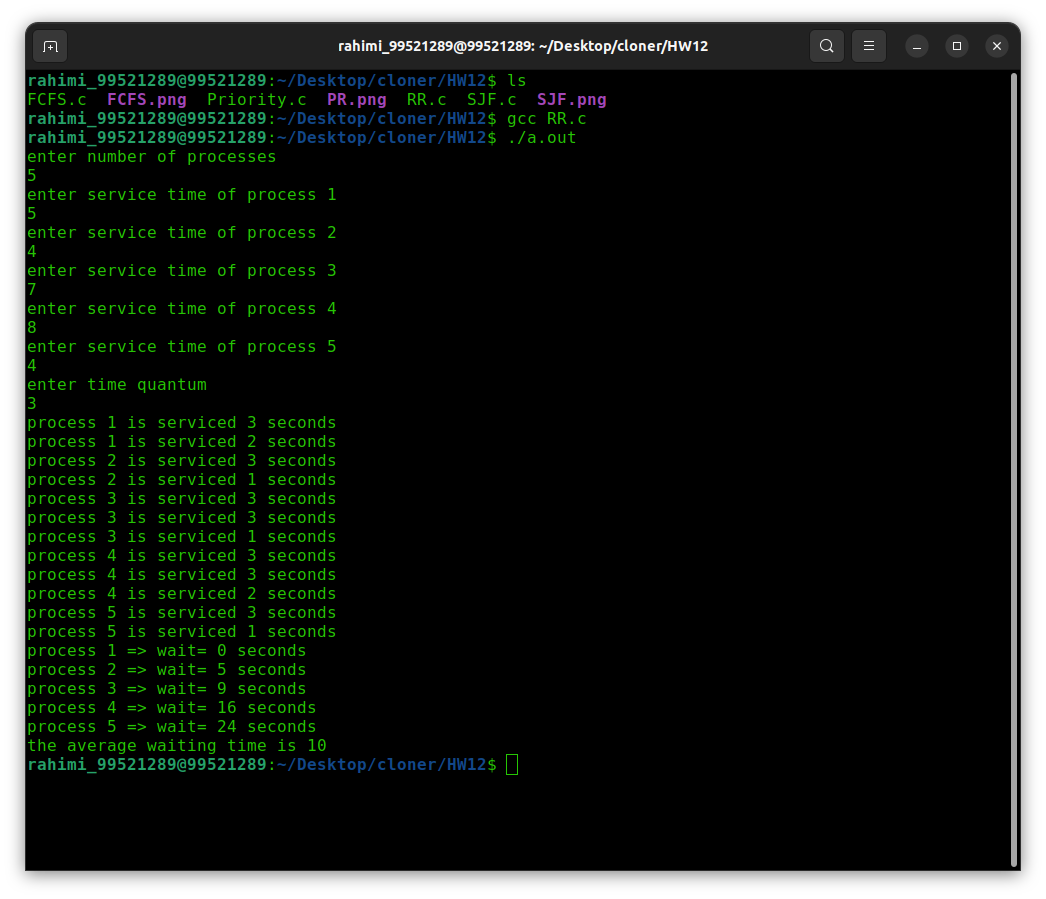 rahimi_99521289@99521289: ~/Desktop/cloner/HW12
rahimi_99521289@99521289:~/Desktop/cloner/HW12$ ls
FCFS.c  FCFS.png  Priority.c  PR.png  RR.c  SJF.c  SJF.png
rahimi_99521289@99521289:~/Desktop/cloner/HW12$ gcc RR.c
rahimi_99521289@99521289:~/Desktop/cloner/HW12$ ./a.out
enter number of processes
5
enter service time of process 1
5
enter service time of process 2
4
enter service time of process 3
7
enter service time of process 4
8
enter service time of process 5
4
enter time quantum
3
process 1 is serviced 3 seconds
process 1 is serviced 2 seconds
process 2 is serviced 3 seconds
process 2 is serviced 1 seconds
process 3 is serviced 3 seconds
process 3 is serviced 3 seconds
process 3 is serviced 1 seconds
process 4 is serviced 3 seconds
process 4 is serviced 3 seconds
process 4 is serviced 2 seconds
process 5 is serviced 3 seconds
process 5 is serviced 1 seconds
process 1 => wait= 0 seconds
process 2 => wait= 5 seconds
process 3 => wait= 9 seconds
process 4 => wait= 16 seconds
process 5 => wait= 24 seconds
the average waiting time is 10
rahimi_99521289@99521289:~/Desktop/cloner/HW12$